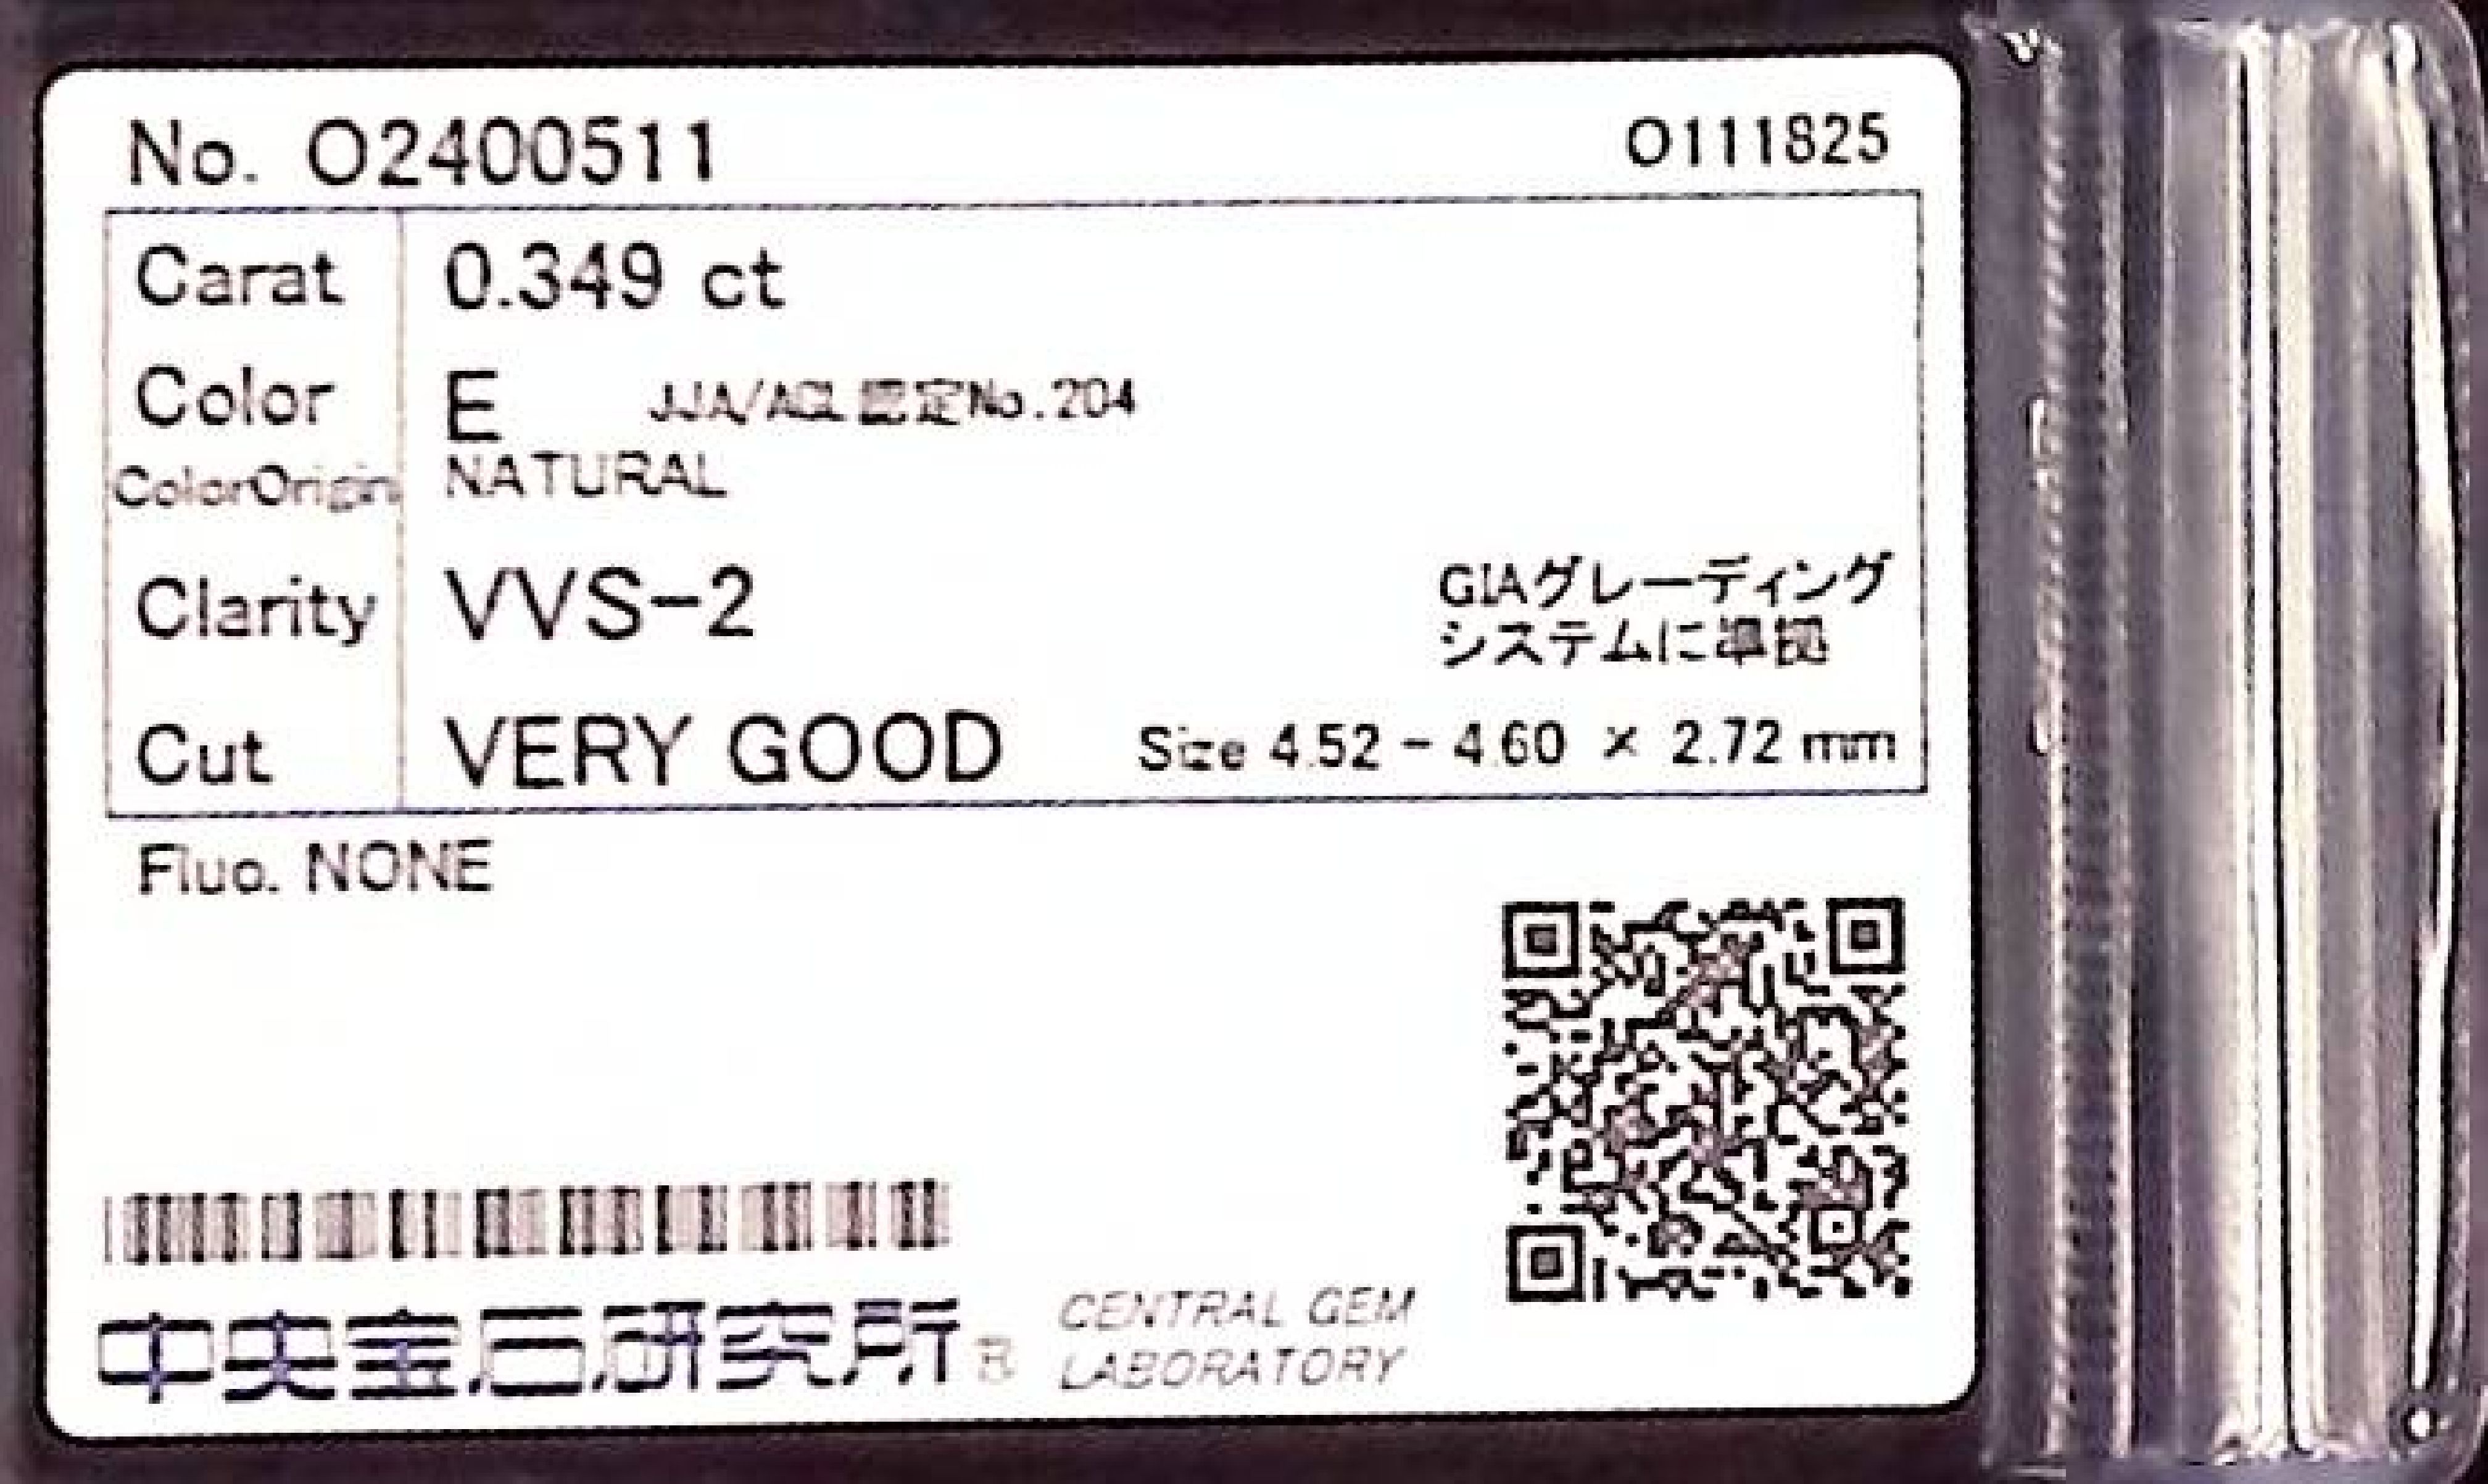 No. O2400511 O111825
Carat 0.349 ct
Color E JJA/AGL認定No.204
ColorOrigin NATURAL
Clarity VVS-2
GIAグレーディング
システムに準拠
Cut VERY GOOD Size 4.52 - 4.60 × 2.72 mm
Fluo. NONE
中央宝石研究所
CENTRAL GEM
LABORATORY